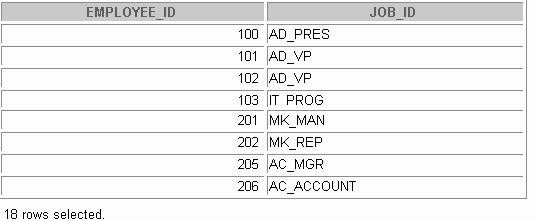 EMPLOYEE_ID JOB_ID
100 AD_PRES
101 AD_VP
102 AD_VP
103 IT_PROG
201 MK_MAN
202 MK_REP
205 AC_MGR
206 AC_ACCOUNT
18 rows selected.